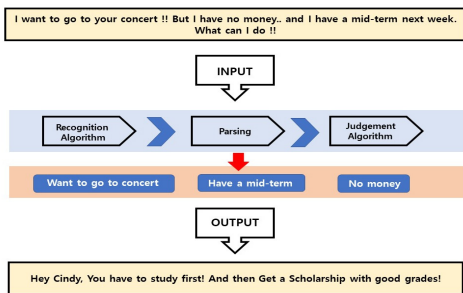 I want to go to your concert !! But I have no money.. and I have a mid-term next week.
What can I do !!
INPUT
Recognition
Algorithm
Parsing
Judgement
Algorithm
Want to go to concert
Have a mid-term
No money
OUTPUT
Hey Cindy, You have to study first! And then Get a Scholarship with good grades!